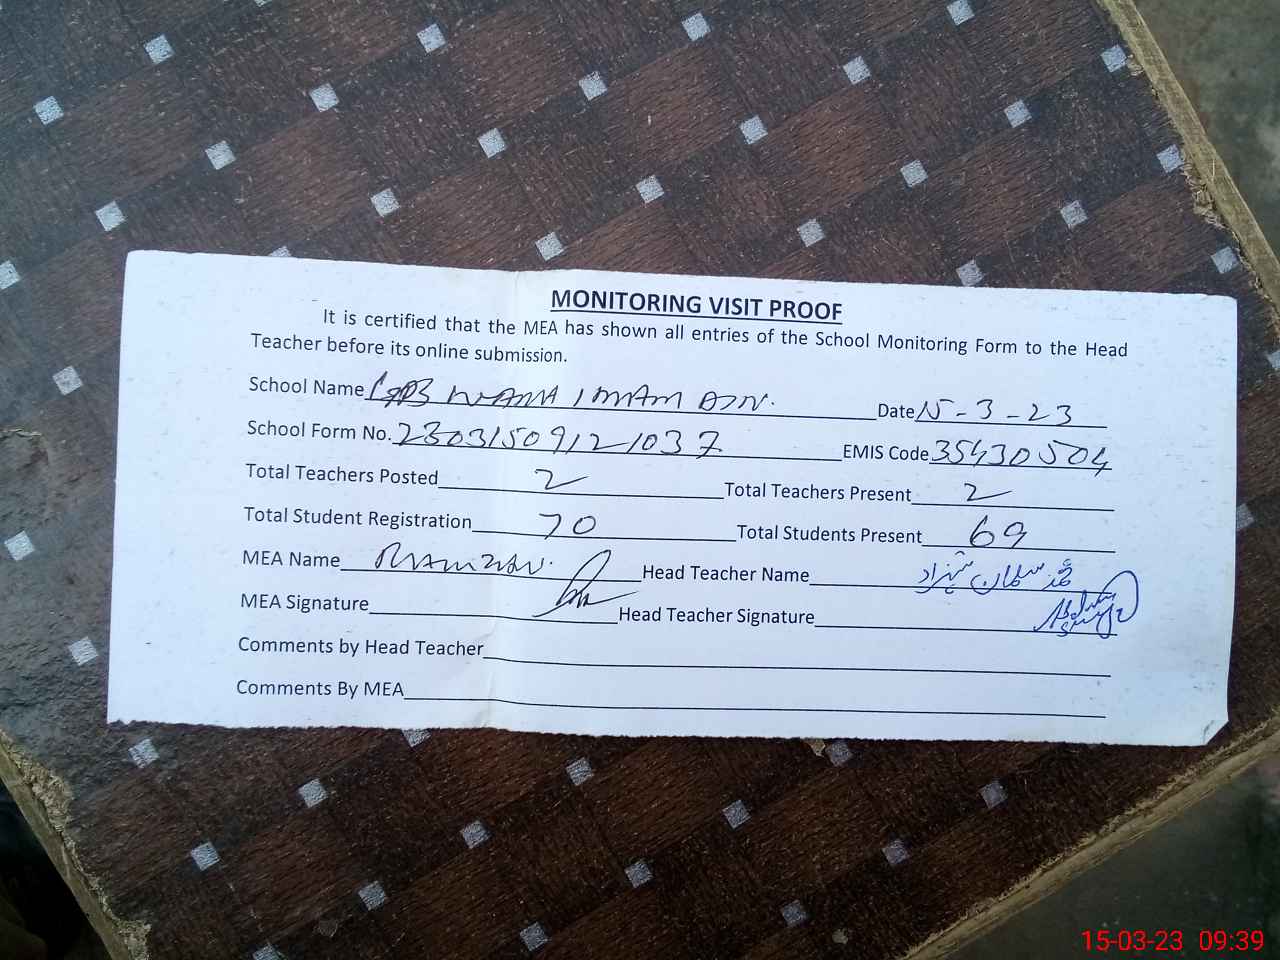 MONITORING VISIT PROOF
It is certified that the MEA has shown all entries of the School Monitoring Form to the Head
Teacher before its online submission.
School Name GPS WARA IMAM DIN. Date 15-3-23
School Form No. 23031509121037 EMIS Code 35430504
Total Teachers Posted 2 Total Teachers Present 2
Total Student Registration 70 Total Students Present 69
MEA Name RAMZAN. Head Teacher Name محمد سلمان شہزاد
MEA Signature Head Teacher Signature
Comments by Head Teacher
Comments By MEA
15-03-23 09:39